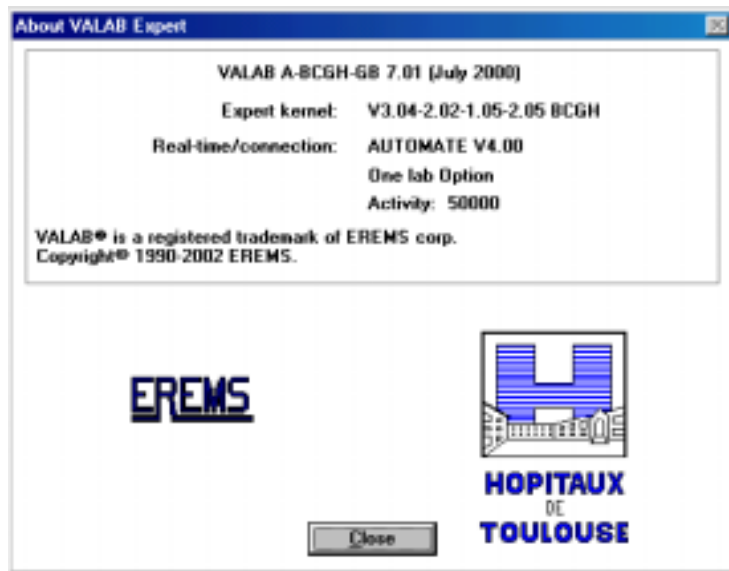 About VALAB Expert
VALAB A-BCGH-GB 7.01 (July 2000)
Expert kernel: V3.04-2.02-1.05-2.05 BCGH
Real-time/connection: AUTOMATE V4.00
One lab Option
Activity: 50000
VALAB® is a registered trademark of EREMS corp.
Copyright© 1990-2002 EREMS.
EREMS
HOPITAUX
DE
TOULOUSE
Close